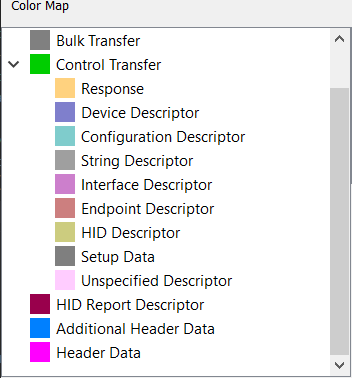 Color Map
Bulk Transfer
Control Transfer
Response
Device Descriptor
Configuration Descriptor
String Descriptor
Interface Descriptor
Endpoint Descriptor
HID Descriptor
Setup Data
Unspecified Descriptor
HID Report Descriptor
Additional Header Data
Header Data